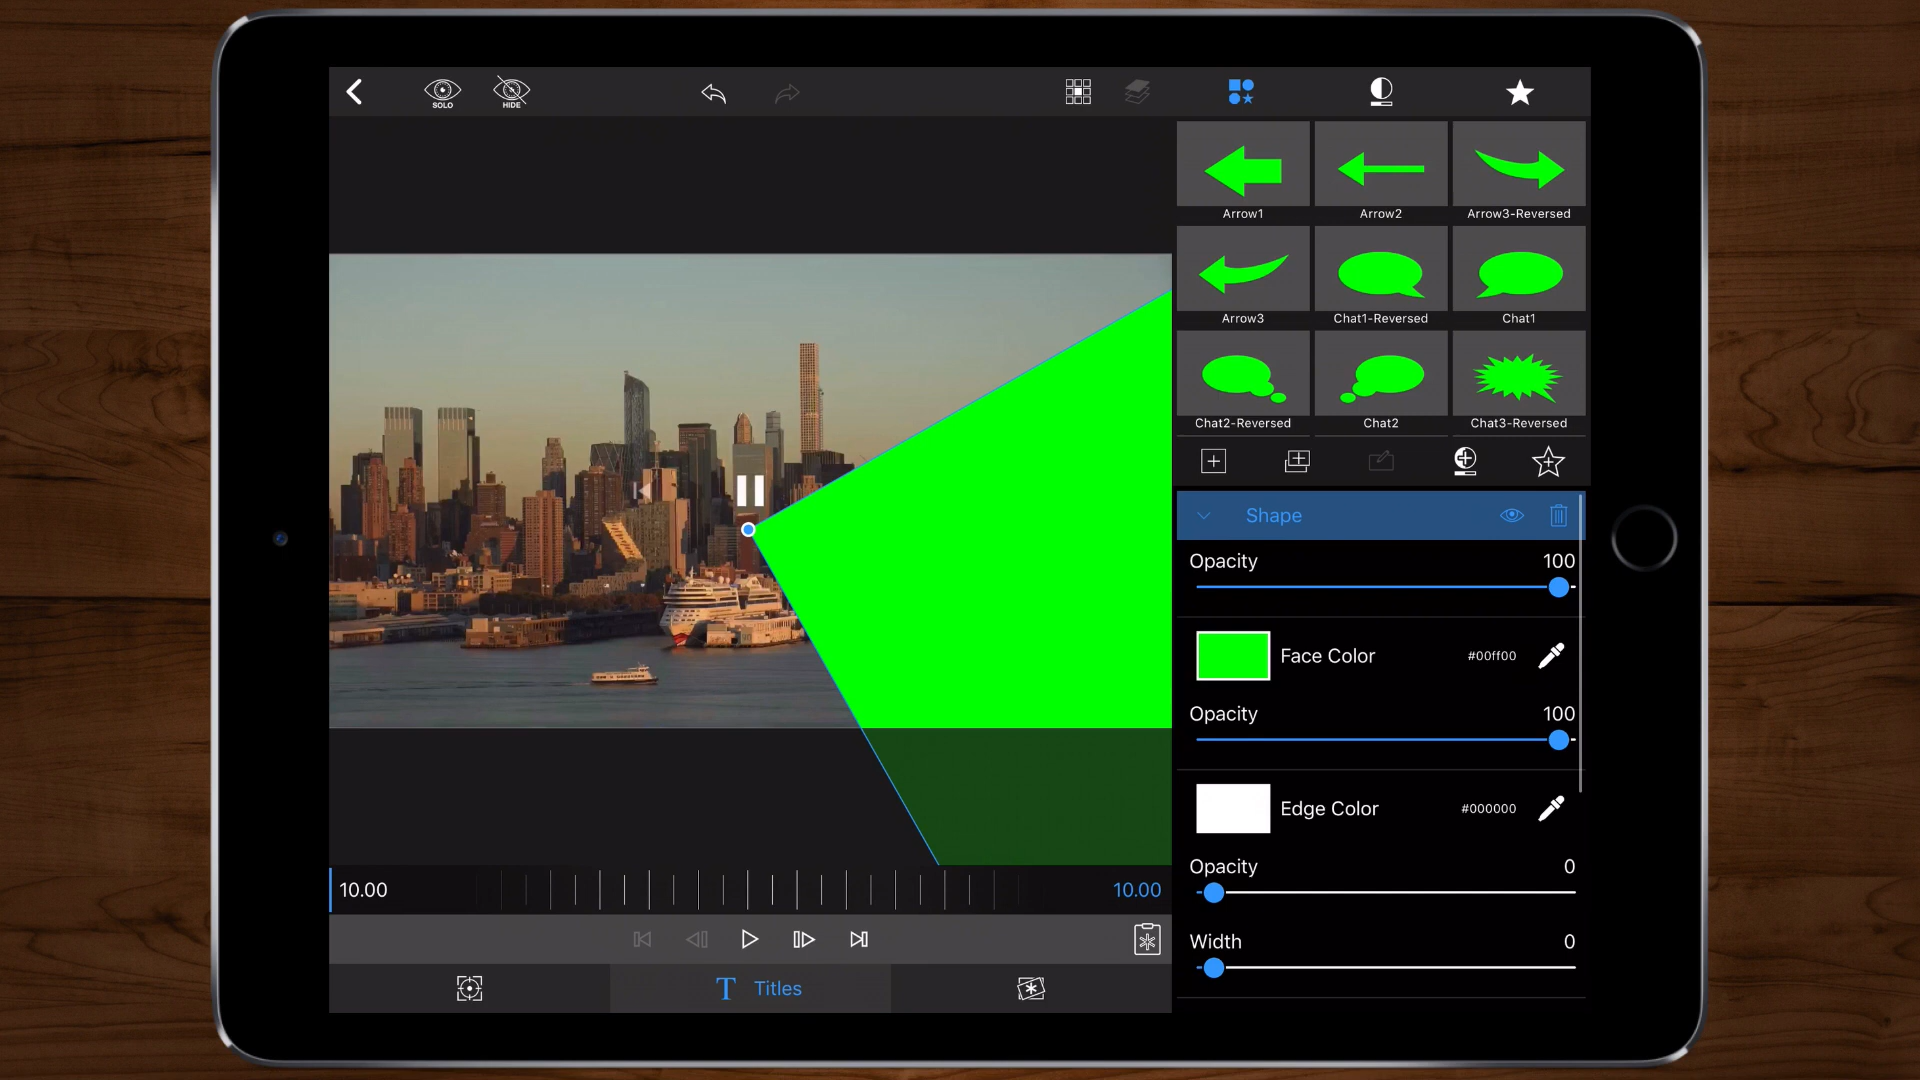 SOLO
HIDE
Arrow1
Arrow2
Arrow3-Reversed
Arrow3
Chat1-Reversed
Chat1
Chat2-Reversed
Chat2
Chat3-Reversed
Shape
Opacity 100
Face Color #00ff00
Opacity 100
Edge Color #000000
Opacity 0
Width 0
10.00
10.00
T Titles